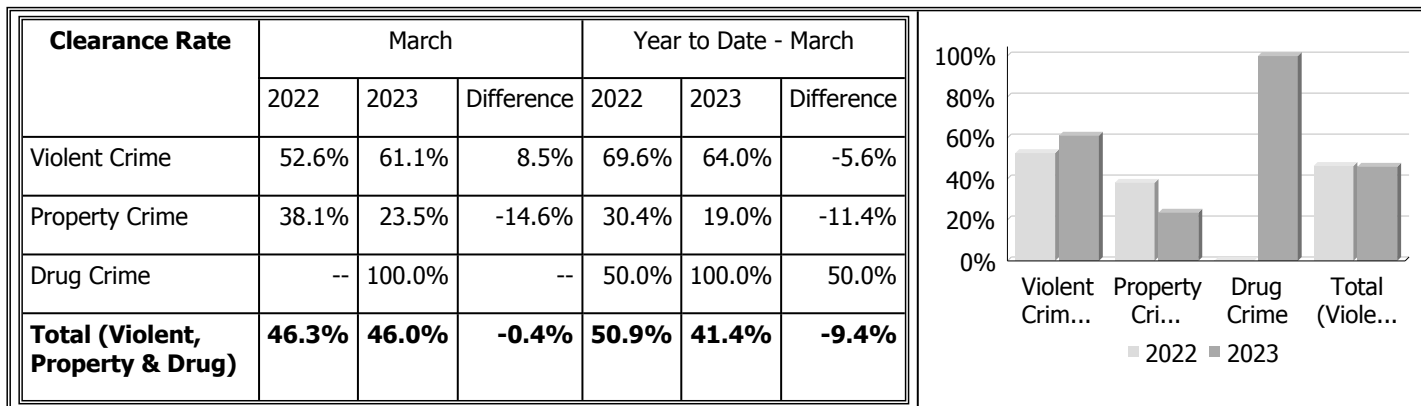 Clearance Rate March Year to Date - March
2022 2023 Difference 2022 2023 Difference
Violent Crime 52.6% 61.1% 8.5% 69.6% 64.0% -5.6%
Property Crime 38.1% 23.5% -14.6% 30.4% 19.0% -11.4%
Drug Crime -- 100.0% -- 50.0% 100.0% 50.0%
Total (Violent,
Property & Drug) 46.3% 46.0% -0.4% 50.9% 41.4% -9.4%
100%
80%
60%
40%
20%
0%
Violent Property Drug Total
Crim... Cri... Crime (Viole...
2022 2023